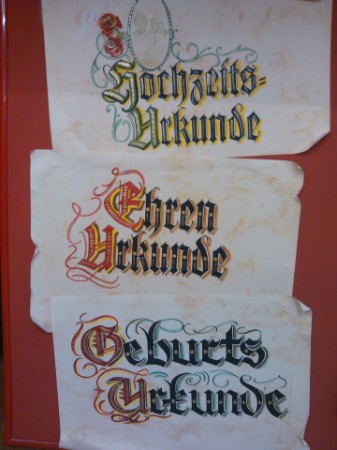 Hochzeits-
Urkunde
Ehren
Urkunde
Geburts
Urkunde